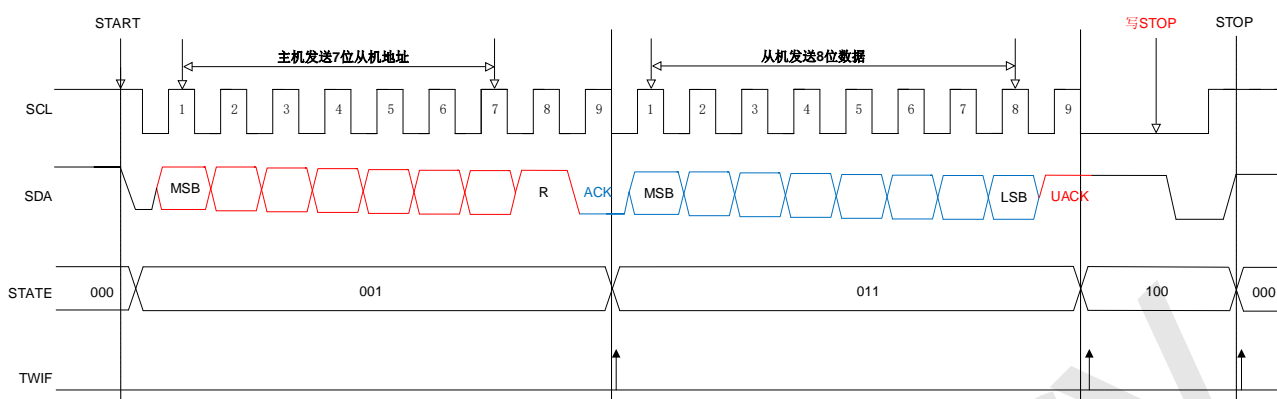 START 写STOP STOP
主机发送7位从机地址 从机发送8位数据
SCL 1 2 3 4 5 6 7 8 9 1 2 3 4 5 6 7 8 9
SDA MSB R ACK MSB LSB UACK
STATE 000 001 011 100 000
TWIF